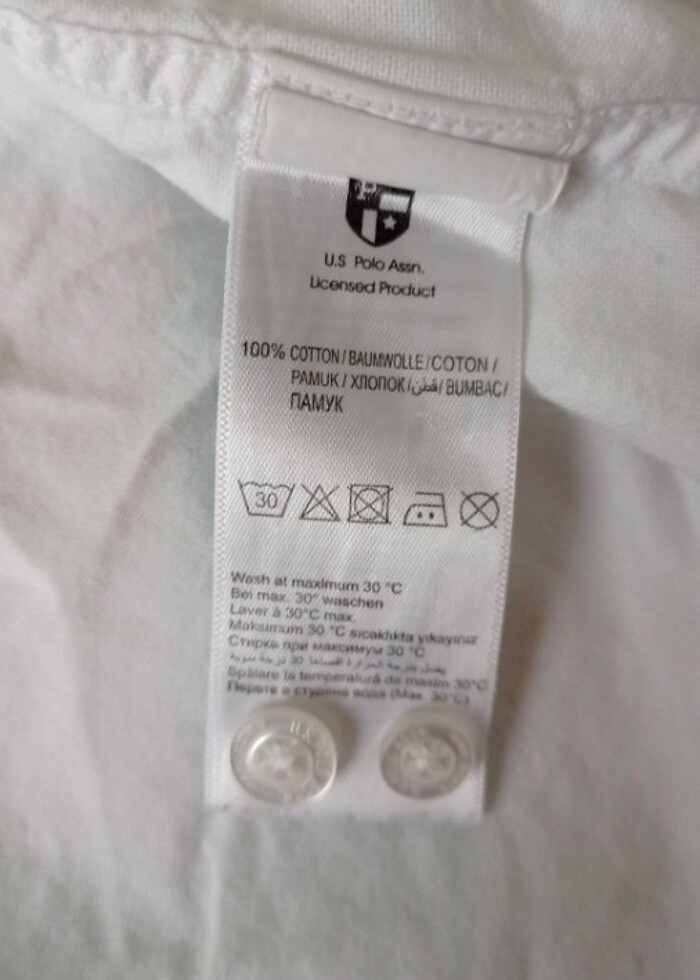 U.S Polo Assn.
Licensed Product
100% COTTON / BAUMWOLLE / COTON /
PAMUK / ХЛОПОК / قطن / BUMBAC /
ПАМУК
30
Wash at maximum 30 °C
Bei max. 30° waschen
Laver à 30°C max.
Maksimum 30 °C sıcaklıkta yıkayınız
Стирка при максимум 30 °C
Spălare la temperatură de maxim 30°C
Перете в студена вода (Max. 30°C)